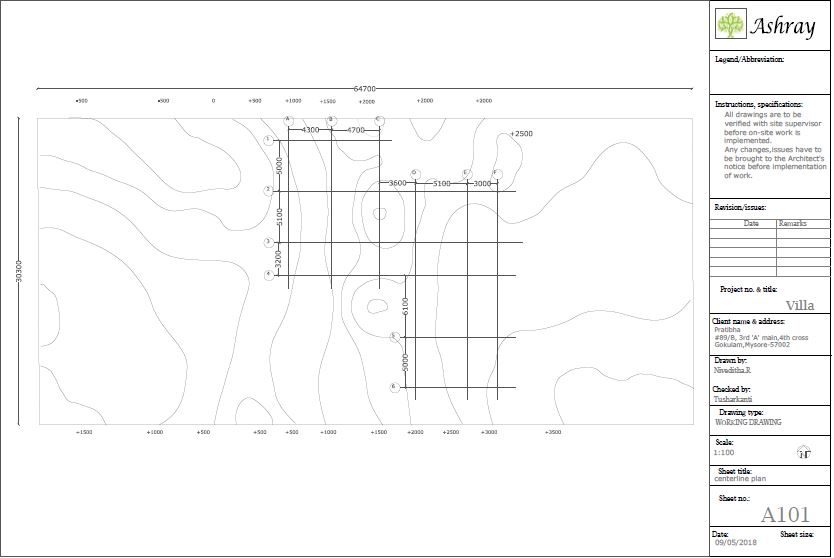 64700
+500 +500 0 +500 +1000 +1500 +2000 +2000 +2000
A B C
4300 4700
+2500
1
5000
D E F
3600 5100 3000
2
5100
3
3200
4
30300
6100
5
5000
6
+1500 +1000 +500 +500 +500 +1000 +1500 +2000 +2500 +3000 +3500
Ashray
Legend/Abbreviation:
Instructions, specifications:
All drawings are to be
verified with site supervisor
before on-site work is
implemented.
Any changes,issues have to
be brought to the Architect's
notice before implementation
of work.
Revision/issues:
Date Remarks
Project no. & title:
Villa
Client name & address:
Pratibha
#89/B, 3rd 'A' main,4th cross
Gokulam,Mysore-57002
Drawn by:
Niveditha.R
Checked by:
Tusharkanti
Drawing type:
WORKING DRAWING
Scale:
1:100
N
Sheet title:
centerline plan
Sheet no.:
A101
Date: Sheet size:
09/05/2018